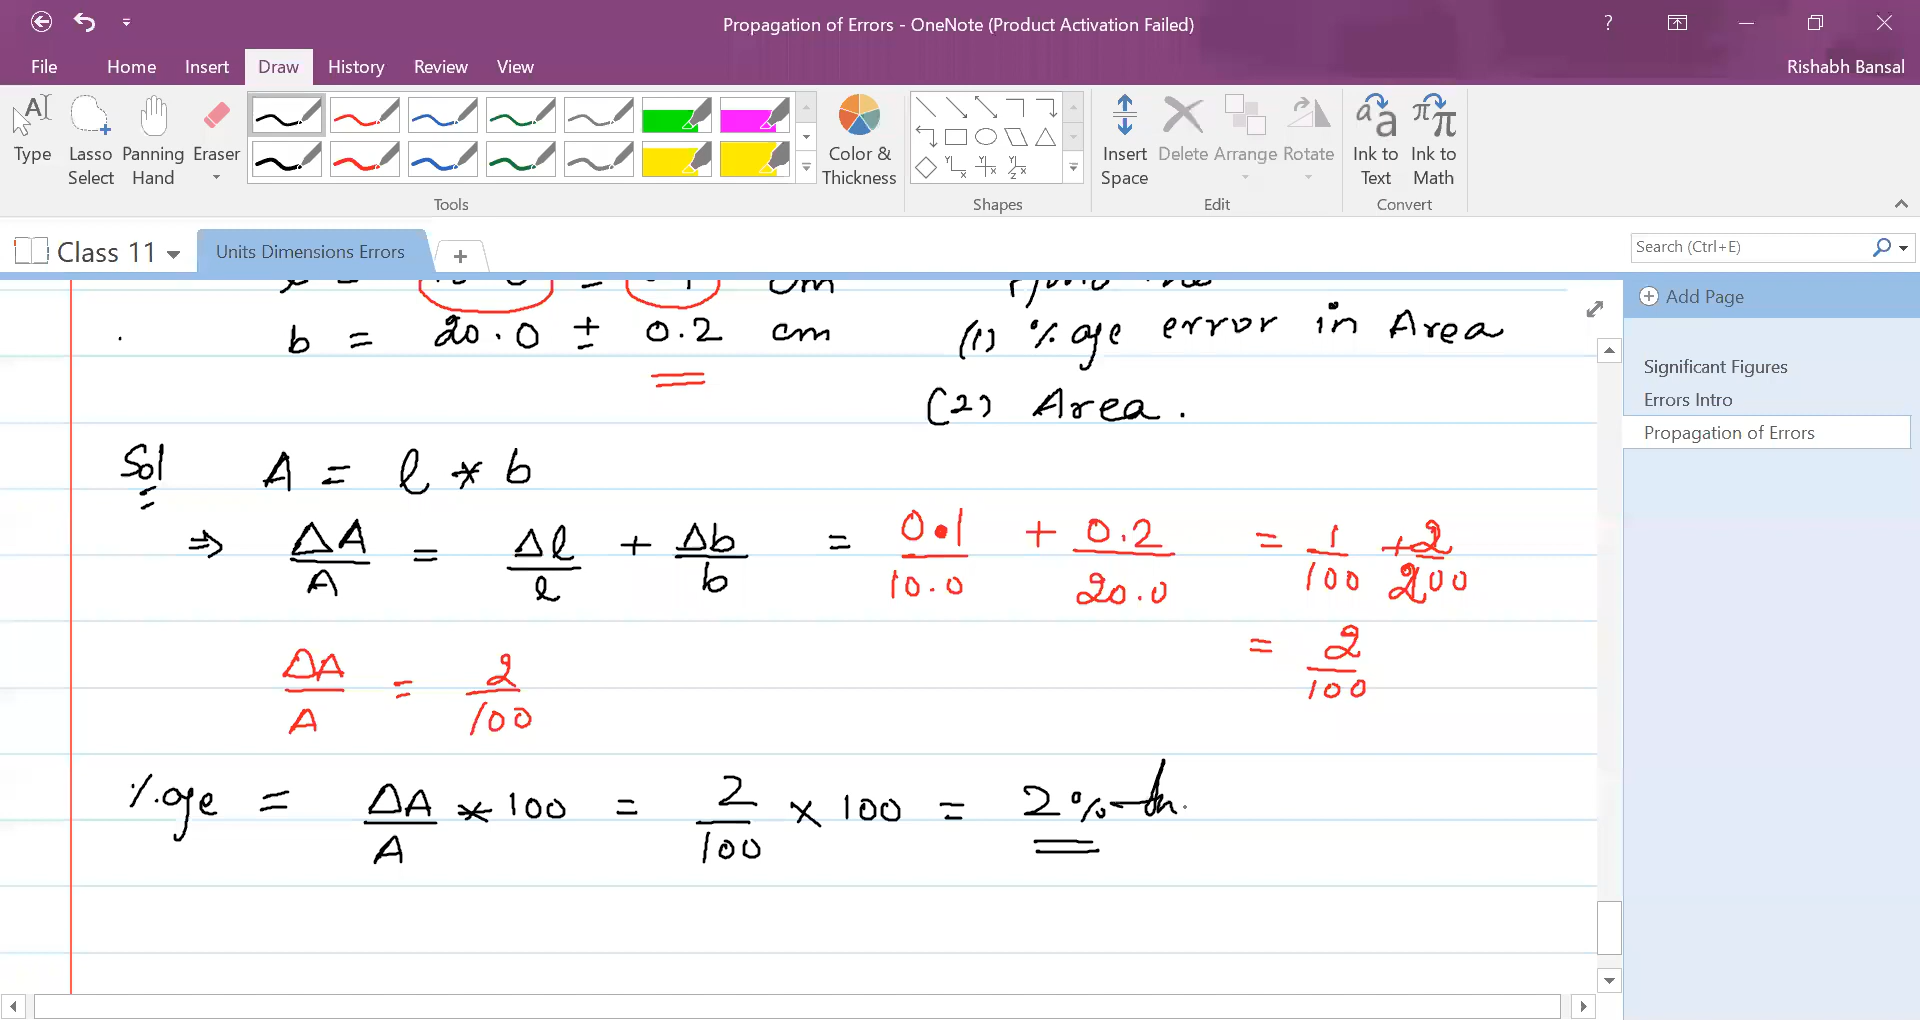 Propagation of Errors - OneNote (Product Activation Failed)
?
File Home Insert Draw History Review View
Rishabh Bansal
Type
Lasso Select
Panning Hand
Eraser
Color & Thickness
Insert Space
Delete
Arrange
Rotate
Ink to Text
Ink to Math
Tools
Shapes
Edit
Convert
Class 11
Units Dimensions Errors
Search (Ctrl+E)
Add Page
Significant Figures
Errors Intro
Propagation of Errors
cm
b = 20.0 ± 0.2 cm
(1) %age error in Area
(2) Area.
Sol A = l * b
⇒ ΔA/A = Δl/l + Δb/b = 0.1/10.0 + 0.2/20.0 = 1/100 + 2/200
= 2/100
ΔA/A = 2/100
%age = ΔA/A * 100 = 2/100 × 100 = 2%